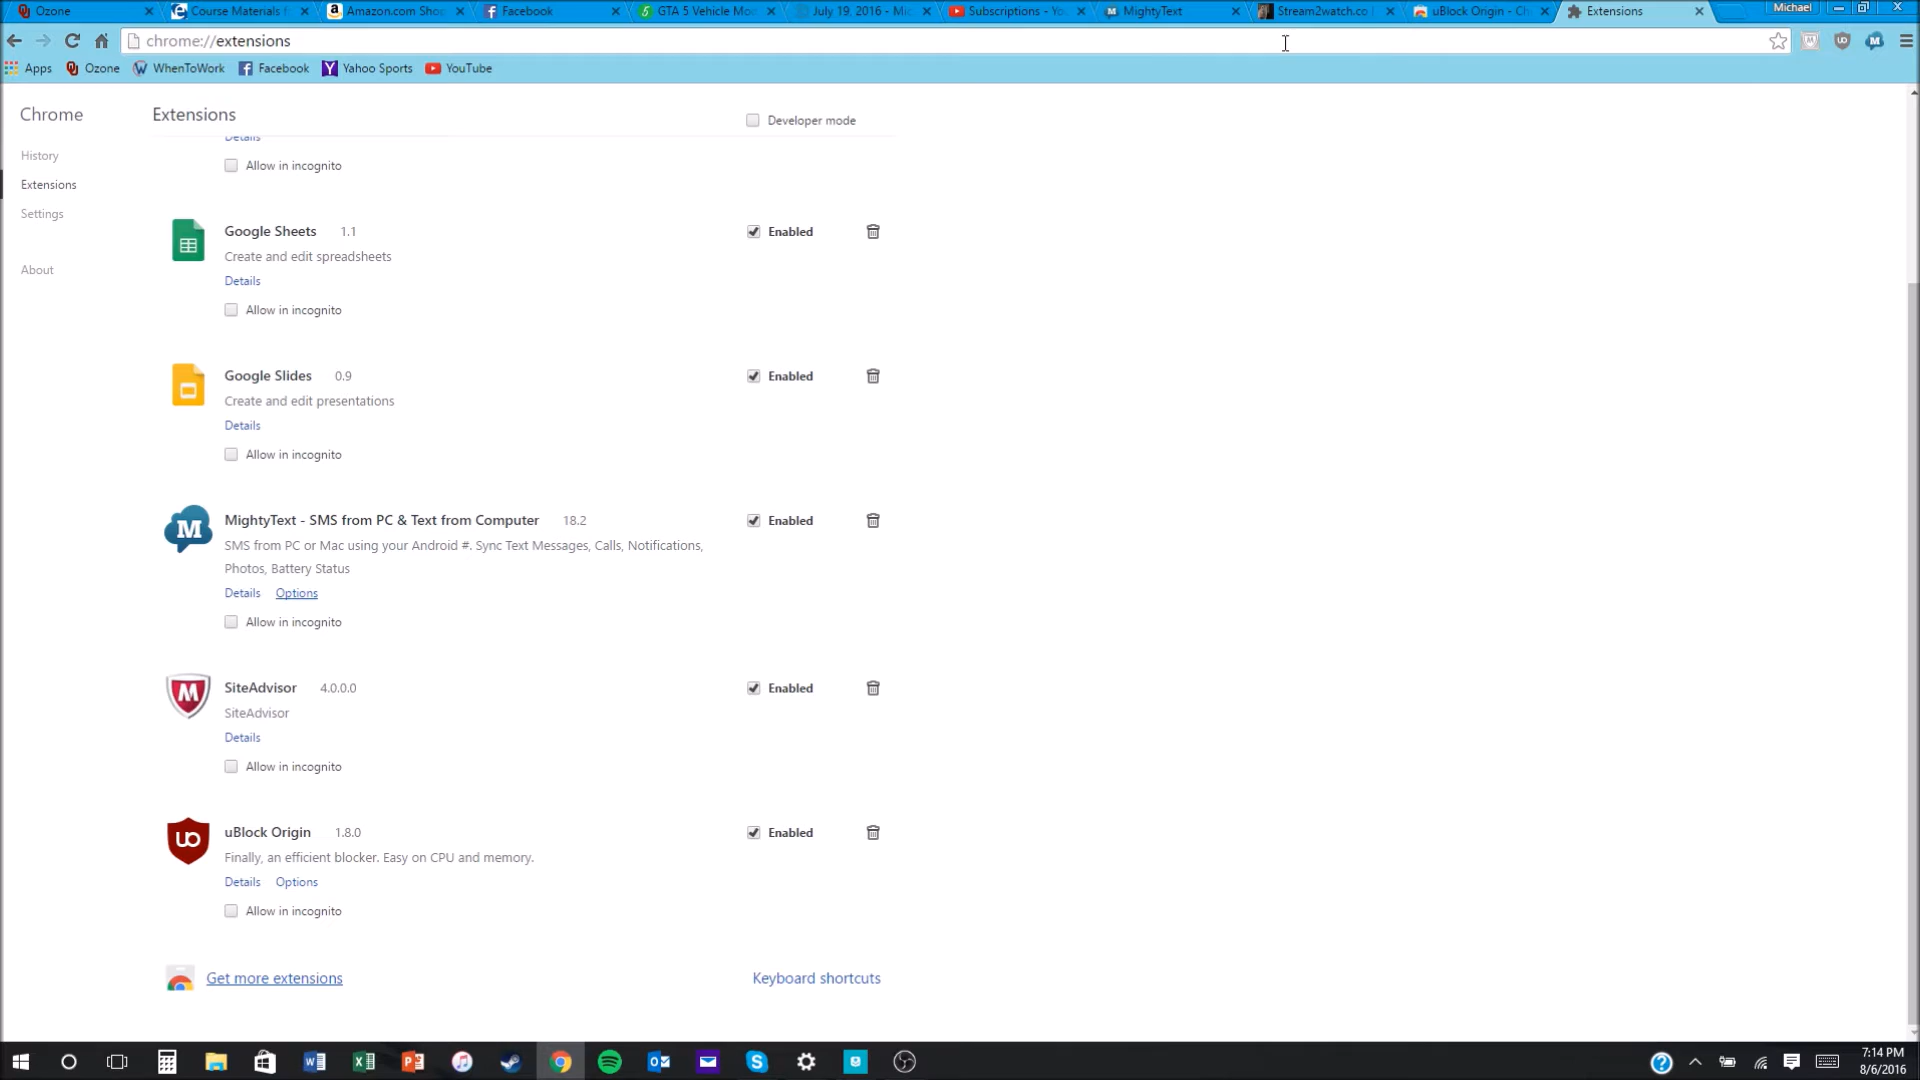 Ozone
Course Materials f
Amazon.com Shop
Facebook
GTA 5 Vehicle Mod
July 19, 2016 - Mi
Subscriptions - Yo
MightyText
Stream2watch.co
uBlock Origin - Ch
Extensions
Michael
chrome://extensions
Apps
Ozone
WhenToWork
Facebook
Yahoo Sports
YouTube
Chrome
Extensions
Developer mode
Details
History
Allow in incognito
Extensions
Settings
Google Sheets 1.1
Enabled
Create and edit spreadsheets
About
Details
Allow in incognito
Google Slides 0.9
Enabled
Create and edit presentations
Details
Allow in incognito
MightyText - SMS from PC & Text from Computer 18.2
Enabled
SMS from PC or Mac using your Android #. Sync Text Messages, Calls, Notifications,
Photos, Battery Status
Details Options
Allow in incognito
SiteAdvisor 4.0.0.0
Enabled
SiteAdvisor
Details
Allow in incognito
uBlock Origin 1.8.0
Enabled
Finally, an efficient blocker. Easy on CPU and memory.
Details Options
Allow in incognito
Get more extensions
Keyboard shortcuts
7:14 PM
8/6/2016